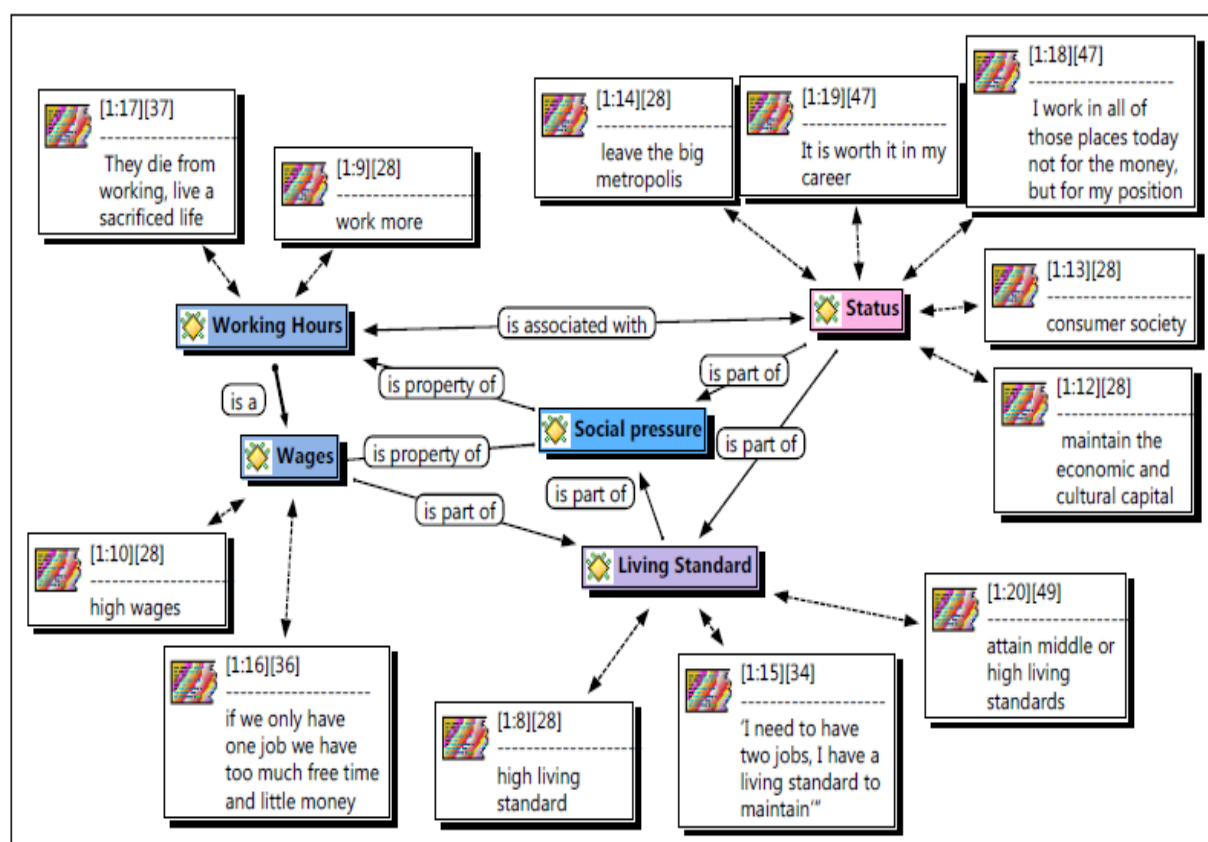 [1:17][37]
They die from
working, live a
sacrificed life
[1:9][28]
work more
[1:14][28]
leave the big
metropolis
[1:19][47]
It is worth it in my
career
[1:18][47]
I work in all of
those places today
not for the money,
but for my position
[1:13][28]
consumer society
[1:12][28]
maintain the
economic and
cultural capital
Working Hours
is associated with
Status
is a
is property of
is part of
Social pressure
Wages
is property of
is part of
is part of
is part of
Living Standard
[1:10][28]
high wages
[1:16][36]
if we only have
one job we have
too much free time
and little money
[1:8][28]
high living
standard
[1:15][34]
'I need to have
two jobs, I have a
living standard to
maintain'"
[1:20][49]
attain middle or
high living
standards